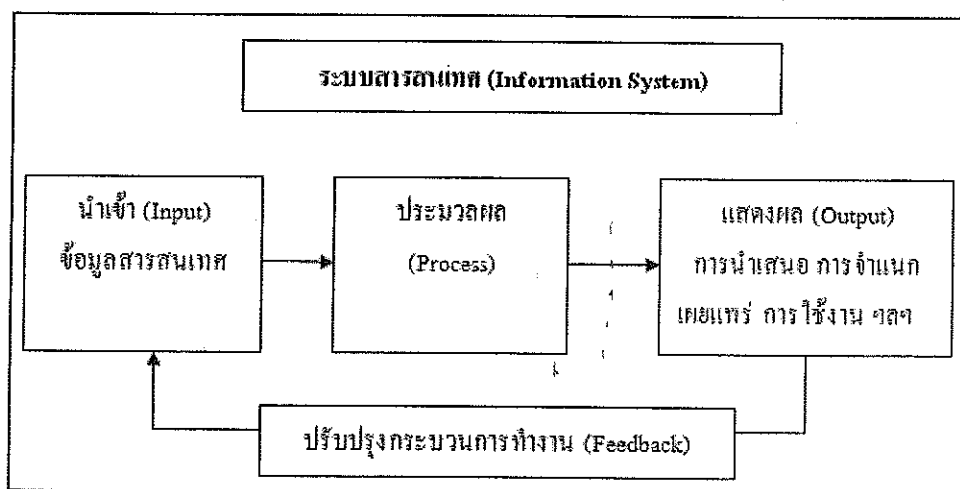 ระบบสารสนเทศ (Information System)
นำเข้า (Input)
ข้อมูลสารสนเทศ
ประมวลผล
(Process)
แสดงผล (Output)
การนำเสนอ การจำแนก
เผยแพร่ การใช้งาน ฯลฯ
ปรับปรุงกระบวนการทำงาน (Feedback)